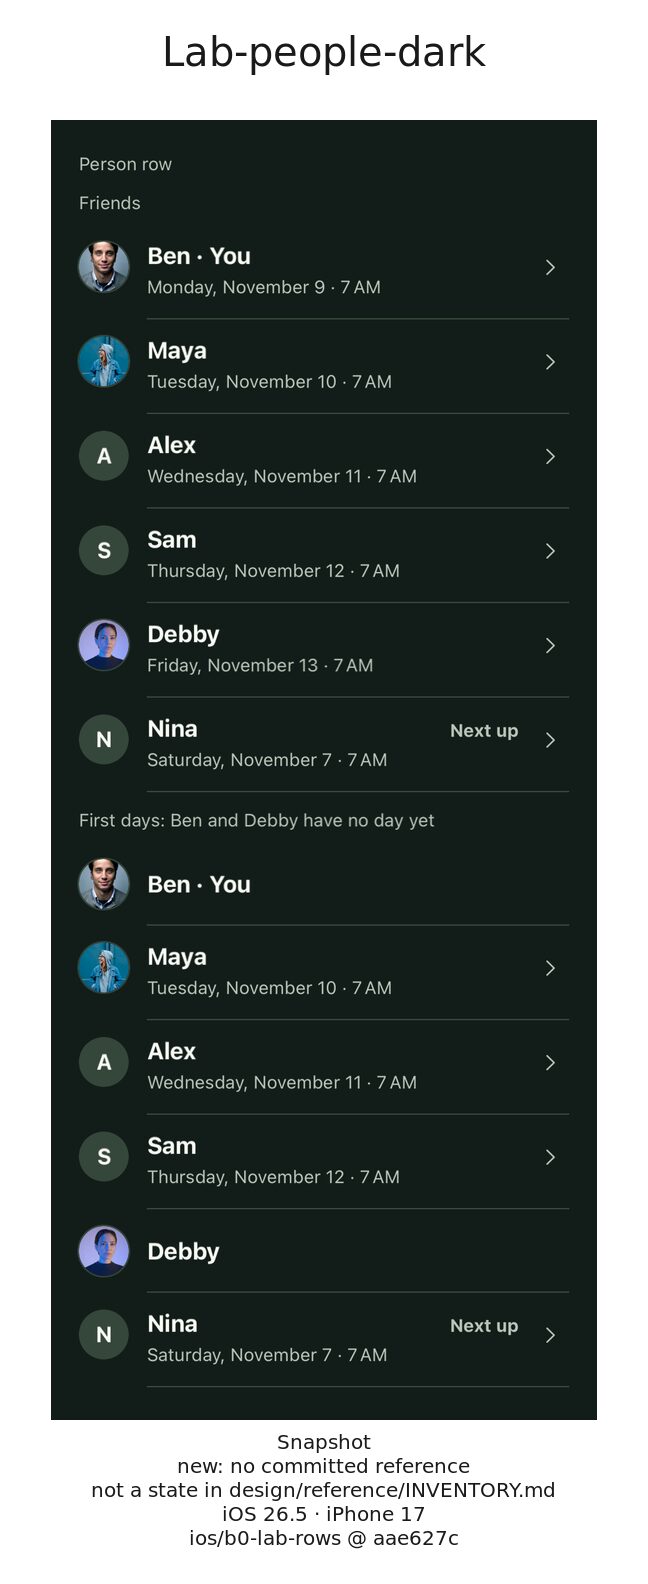 Lab-people-dark
Person row
Friends
Ben · You
Monday, November 9 · 7 AM
Maya
Tuesday, November 10 · 7 AM
A
Alex
Wednesday, November 11 · 7 AM
S
Sam
Thursday, November 12 · 7 AM
Debby
Friday, November 13 · 7 AM
N
Nina
Next up
Saturday, November 7 · 7 AM
First days: Ben and Debby have no day yet
Ben · You
Maya
Tuesday, November 10 · 7 AM
A
Alex
Wednesday, November 11 · 7 AM
S
Sam
Thursday, November 12 · 7 AM
Debby
N
Nina
Next up
Saturday, November 7 · 7 AM
Snapshot
new: no committed reference
not a state in design/reference/INVENTORY.md
iOS 26.5 · iPhone 17
ios/b0-lab-rows @ aae627c